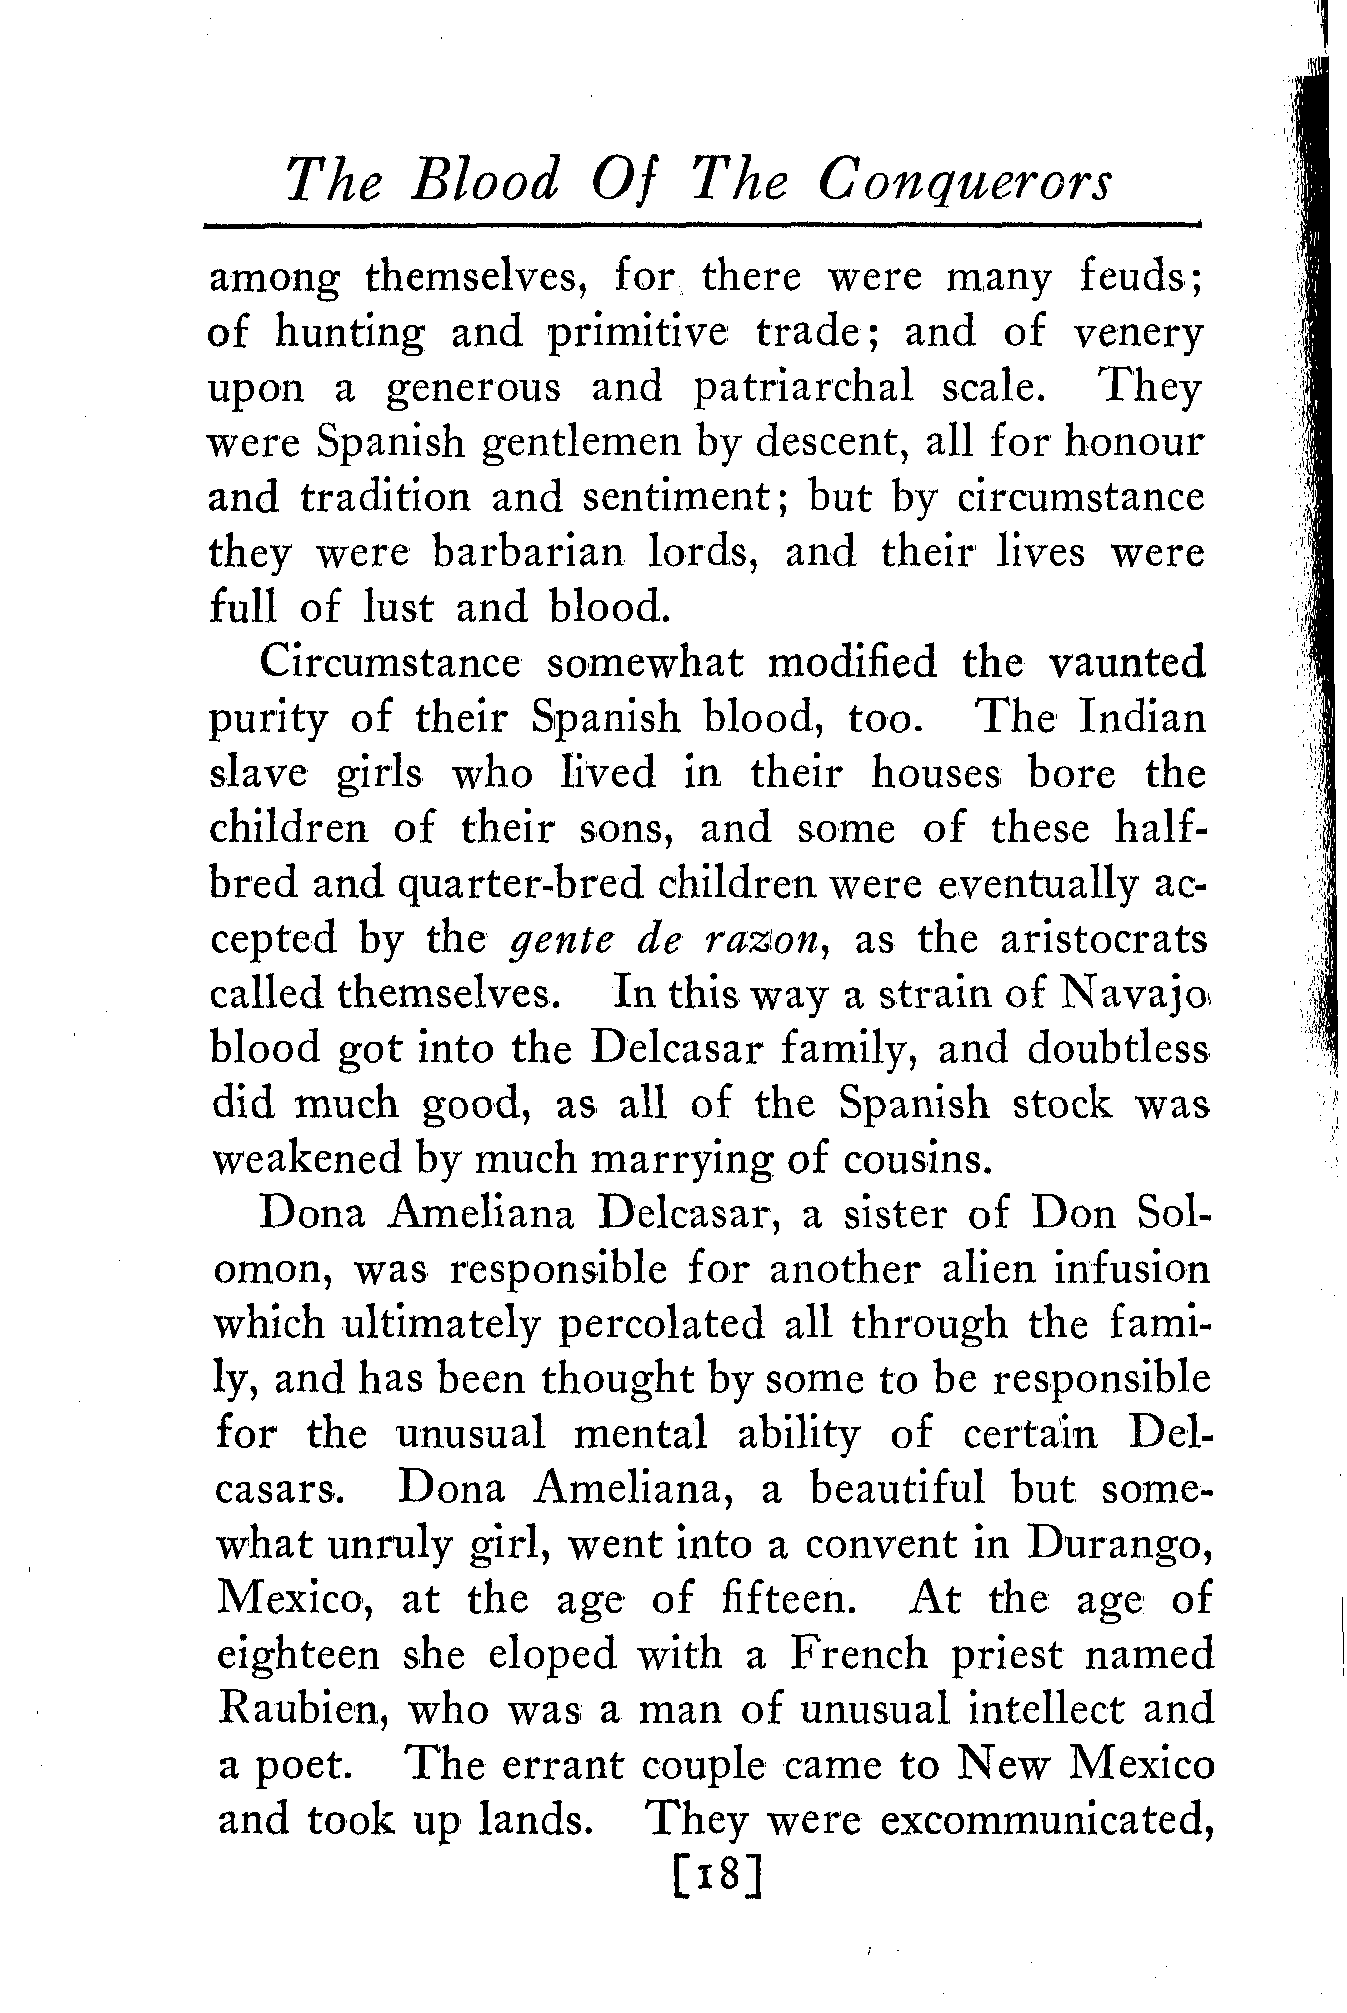 The Blood Of The Conquerors
among themselves, for there were many feuds;
of hunting and primitive trade; and of venery
upon a generous and patriarchal scale. They
were Spanish gentlemen by descent, all for honour
and tradition and sentiment; but by circumstance
they were barbarian lords, and their lives were
full of lust and blood.
Circumstance somewhat modified the vaunted
purity of their Spanish blood, too. The Indian
slave girls who lived in their houses bore the
children of their sons, and some of these half-
bred and quarter-bred children were eventually ac-
cepted by the gente de razon, as the aristocrats
called themselves. In this way a strain of Navajo
blood got into the Delcasar family, and doubtless
did much good, as all of the Spanish stock was
weakened by much marrying of cousins.
Dona Ameliana Delcasar, a sister of Don Sol-
omon, was responsible for another alien infusion
which ultimately percolated all through the fami-
ly, and has been thought by some to be responsible
for the unusual mental ability of certain Del-
casars. Dona Ameliana, a beautiful but some-
what unruly girl, went into a convent in Durango,
Mexico, at the age of fifteen. At the age of
eighteen she eloped with a French priest named
Raubien, who was a man of unusual intellect and
a poet. The errant couple came to New Mexico
and took up lands. They were excommunicated,
[18]